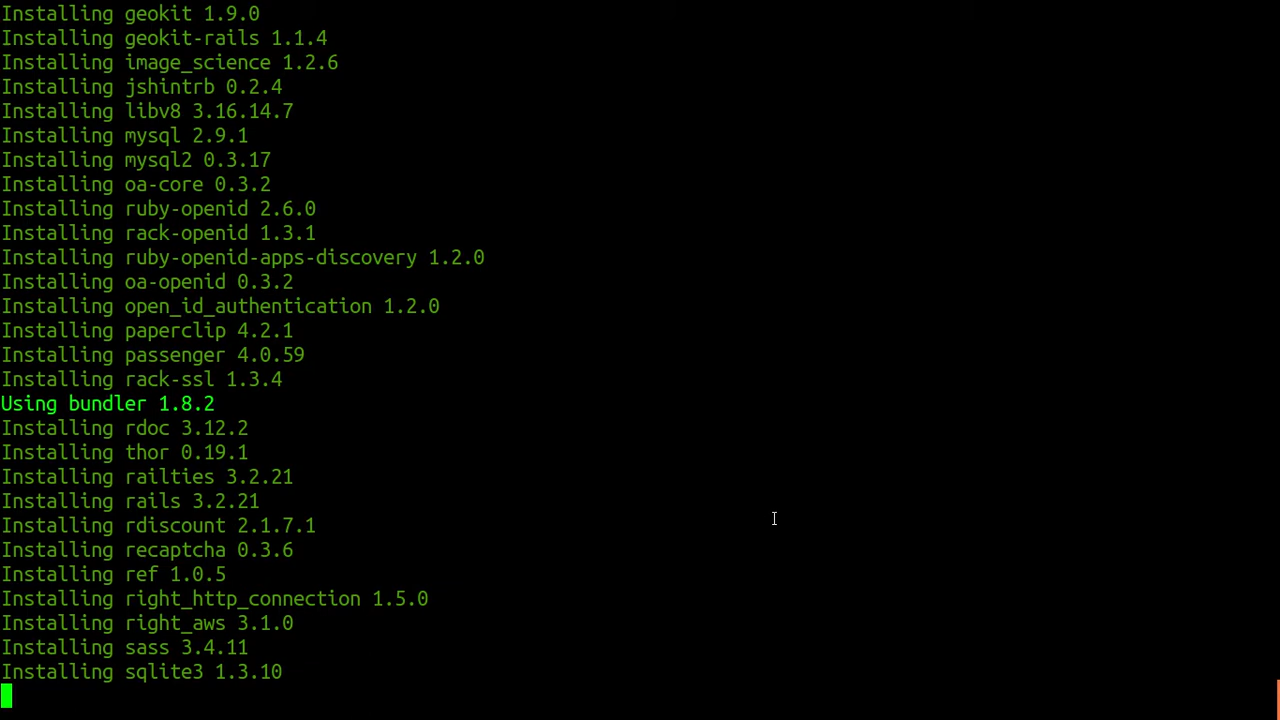 Installing geokit 1.9.0
Installing geokit-rails 1.1.4
Installing image_science 1.2.6
Installing jshintrb 0.2.4
Installing libv8 3.16.14.7
Installing mysql 2.9.1
Installing mysql2 0.3.17
Installing oa-core 0.3.2
Installing ruby-openid 2.6.0
Installing rack-openid 1.3.1
Installing ruby-openid-apps-discovery 1.2.0
Installing oa-openid 0.3.2
Installing open_id_authentication 1.2.0
Installing paperclip 4.2.1
Installing passenger 4.0.59
Installing rack-ssl 1.3.4
Using bundler 1.8.2
Installing rdoc 3.12.2
Installing thor 0.19.1
Installing railties 3.2.21
Installing rails 3.2.21
Installing rdiscount 2.1.7.1
Installing recaptcha 0.3.6
Installing ref 1.0.5
Installing right_http_connection 1.5.0
Installing right_aws 3.1.0
Installing sass 3.4.11
Installing sqlite3 1.3.10